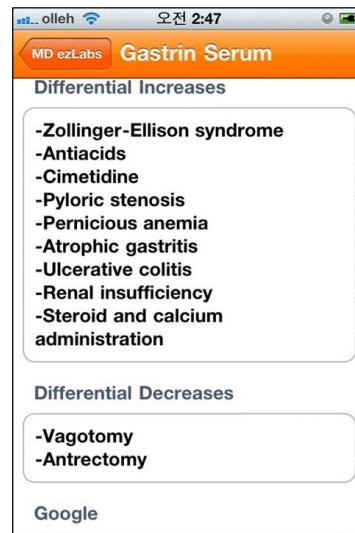 olleh 오전 2:47
MD ezLabs Gastrin Serum
Differential Increases
-Zollinger-Ellison syndrome
-Antiacids
-Cimetidine
-Pyloric stenosis
-Pernicious anemia
-Atrophic gastritis
-Ulcerative colitis
-Renal insufficiency
-Steroid and calcium
administration
Differential Decreases
-Vagotomy
-Antrectomy
Google